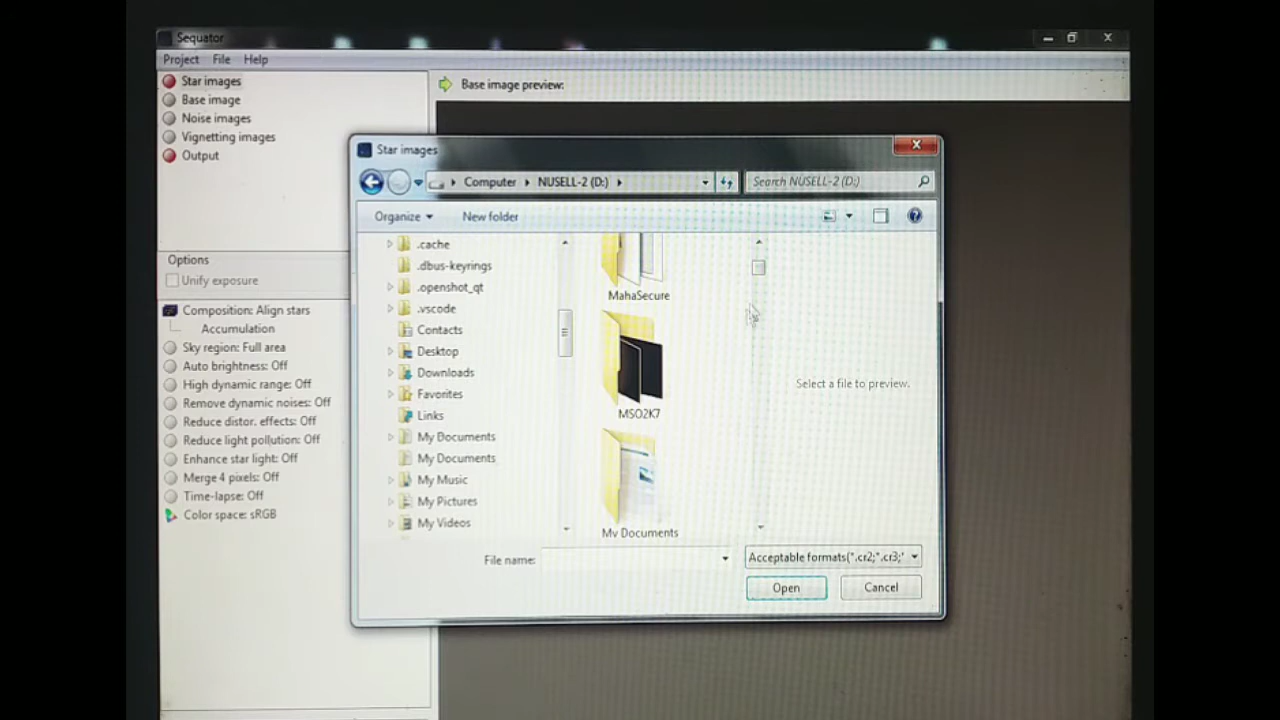 Sequator
Project File Help
Star images
Base image
Noise images
Vignetting images
Output
Options
Unify exposure
Composition: Align stars
Accumulation
Sky region: Full area
Auto brightness: Off
High dynamic range: Off
Remove dynamic noises: Off
Reduce distor. effects: Off
Reduce light pollution: Off
Enhance star light: Off
Merge 4 pixels: Off
Time-lapse: Off
Color space: sRGB
Base image preview:
Star images
Computer NUSELL-2 (D:)
Search NUSELL-2 (D:)
Organize New folder
.cache
.dbus-keyrings
.openshot_qt
.vscode
Contacts
Desktop
Downloads
Favorites
Links
My Documents
My Documents
My Music
My Pictures
My Videos
MahaSecure
MSO2K7
My Documents
Select a file to preview.
File name:
Acceptable formats(*.cr2;*.cr3;*
Open Cancel